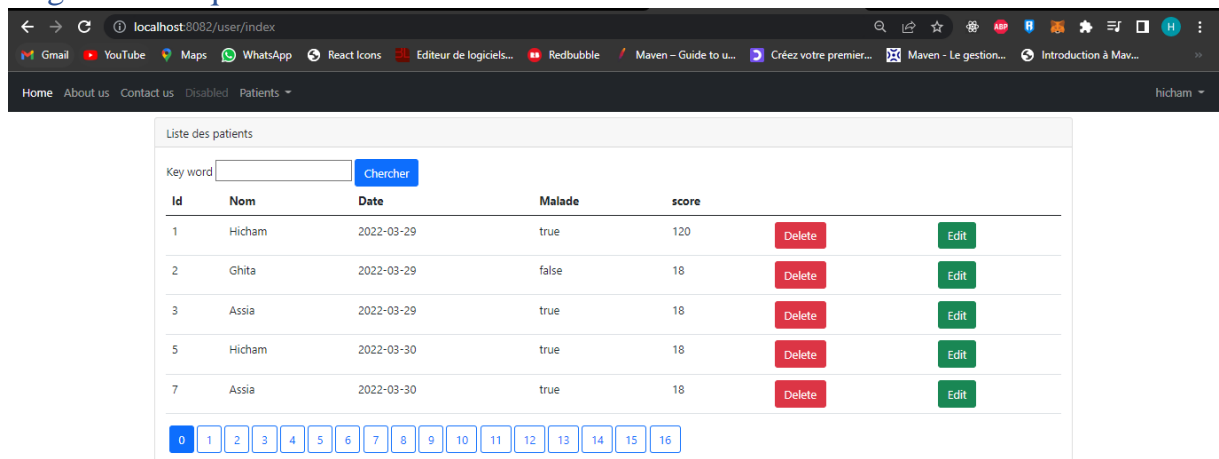 localhost:8082/user/index
Gmail YouTube Maps WhatsApp React Icons Editeur de logiciels... Redbubble Maven – Guide to u... Créez votre premier... Maven - Le gestion... Introduction à Mav... »
Home About us Contact us Disabled Patients hicham
Liste des patients
Key word Chercher
Id Nom Date Malade score
1 Hicham 2022-03-29 true 120 Delete Edit
2 Ghita 2022-03-29 false 18 Delete Edit
3 Assia 2022-03-29 true 18 Delete Edit
5 Hicham 2022-03-30 true 18 Delete Edit
7 Assia 2022-03-30 true 18 Delete Edit
0 1 2 3 4 5 6 7 8 9 10 11 12 13 14 15 16